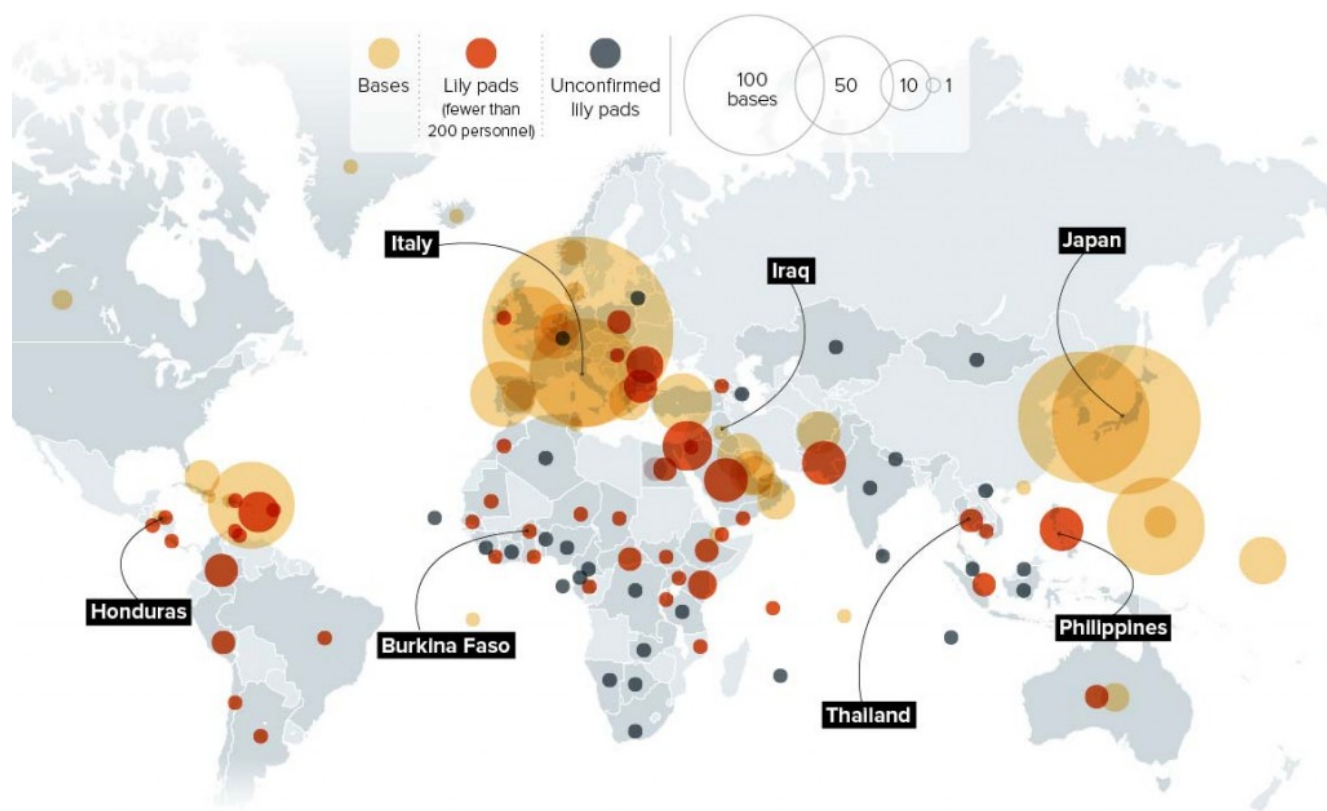 Bases
Lily pads
(fewer than
200 personnel)
Unconfirmed
lily pads
100
bases
50
10
1
Italy
Iraq
Japan
Honduras
Burkina Faso
Philippines
Thailand